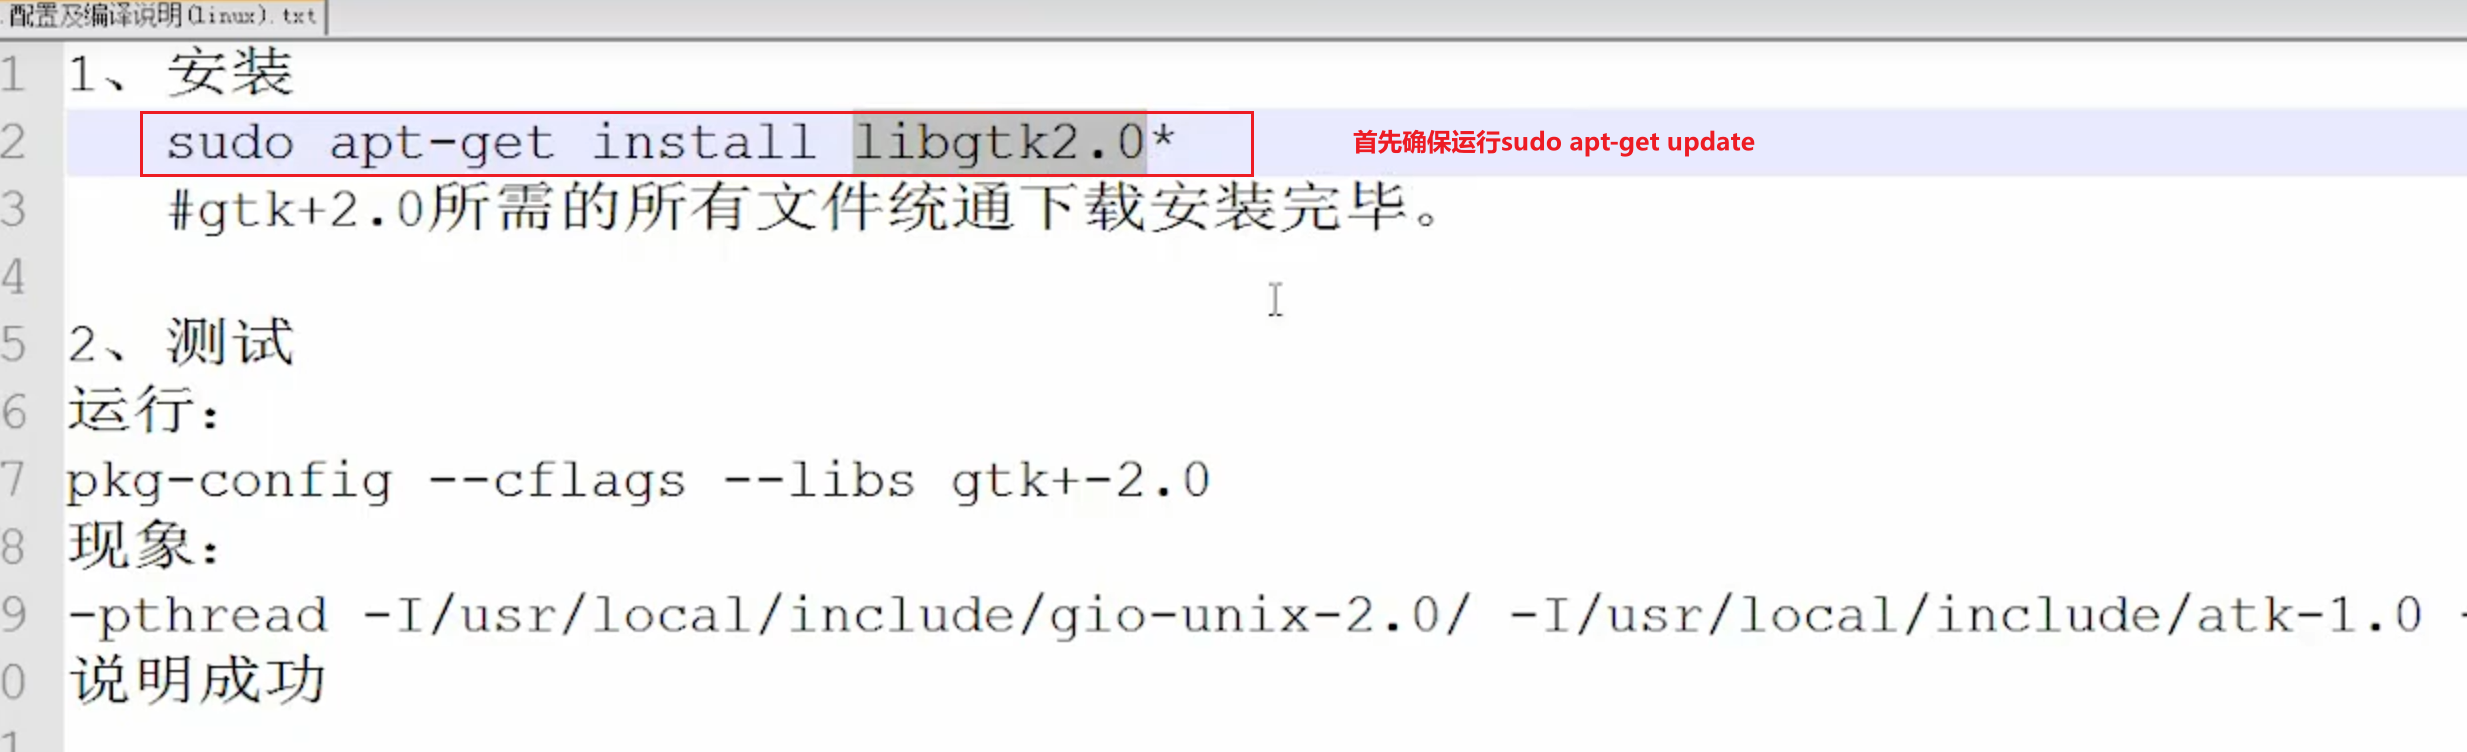 配置及编译说明(linux).txt
1 1、安装
2 sudo apt-get install libgtk2.0* 首先确保运行sudo apt-get update
3 #gtk+2.0所需的所有文件统通下载安装完毕。
4
5 2、测试
6 运行：
7 pkg-config --cflags --libs gtk+-2.0
8 现象：
9 -pthread -I/usr/local/include/gio-unix-2.0/ -I/usr/local/include/atk-1.0 -
0 说明成功
1